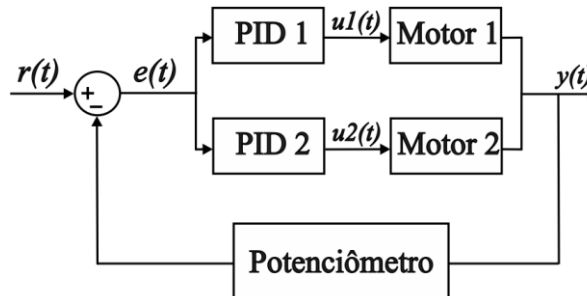 PID 1
u1(t)
Motor 1
r(t)
+
−
e(t)
y(t)
PID 2
u2(t)
Motor 2
Potenciômetro